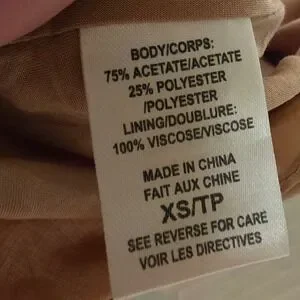 BODY/CORPS:
75% ACETATE/ACETATE
25% POLYESTER
/POLYESTER
LINING/DOUBLURE:
100% VISCOSE/VISCOSE
MADE IN CHINA
FAIT AUX CHINE
XS/TP
SEE REVERSE FOR CARE
VOIR LES DIRECTIVES